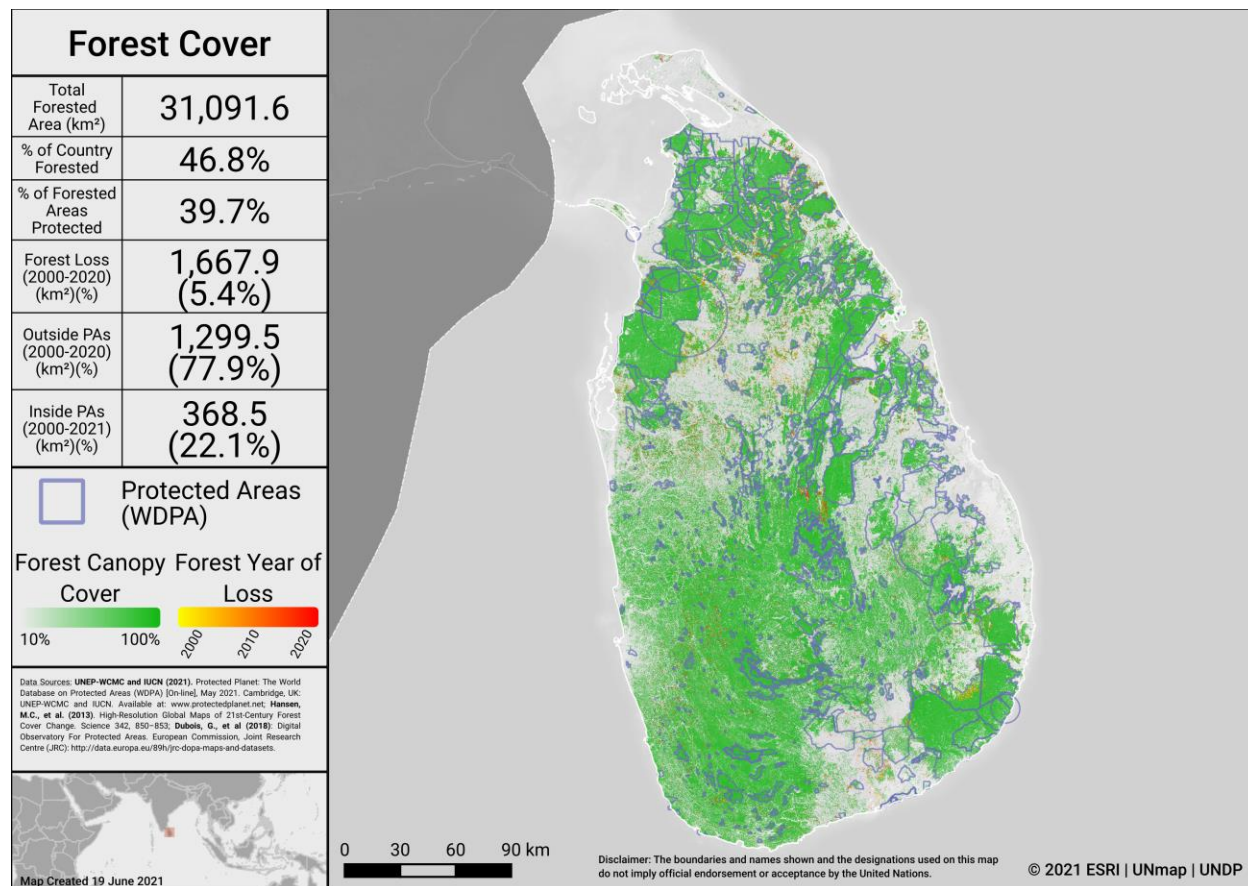 Forest Cover
Total
Forested
Area (km²)
31,091.6
% of Country
Forested
46.8%
% of Forested
Areas
Protected
39.7%
Forest Loss
(2000-2020)
(km²)(%)
1,667.9
(5.4%)
Outside PAs
(2000-2020)
(km²)(%)
1,299.5
(77.9%)
Inside PAs
(2000-2021)
(km²)(%)
368.5
(22.1%)
Protected Areas
(WDPA)
Forest Canopy
Cover
10% 100%
Forest Year of
Loss
2000 2010 2020
Data Sources: UNEP-WCMC and IUCN (2021). Protected Planet: The World
Database on Protected Areas (WDPA) [On-line], May 2021. Cambridge, UK:
UNEP-WCMC and IUCN. Available at: www.protectedplanet.net; Hansen,
M.C., et al. (2013). High-Resolution Global Maps of 21st-Century Forest
Cover Change. Science 342, 850–853; Dubois, G., et al (2018): Digital
Observatory For Protected Areas. European Commission, Joint Research
Centre (JRC): http://data.europa.eu/89h/jrc-dopa-maps-and-datasets.
Map Created 19 June 2021
0 30 60 90 km
Disclaimer: The boundaries and names shown and the designations used on this map
do not imply official endorsement or acceptance by the United Nations.
© 2021 ESRI | UNmap | UNDP